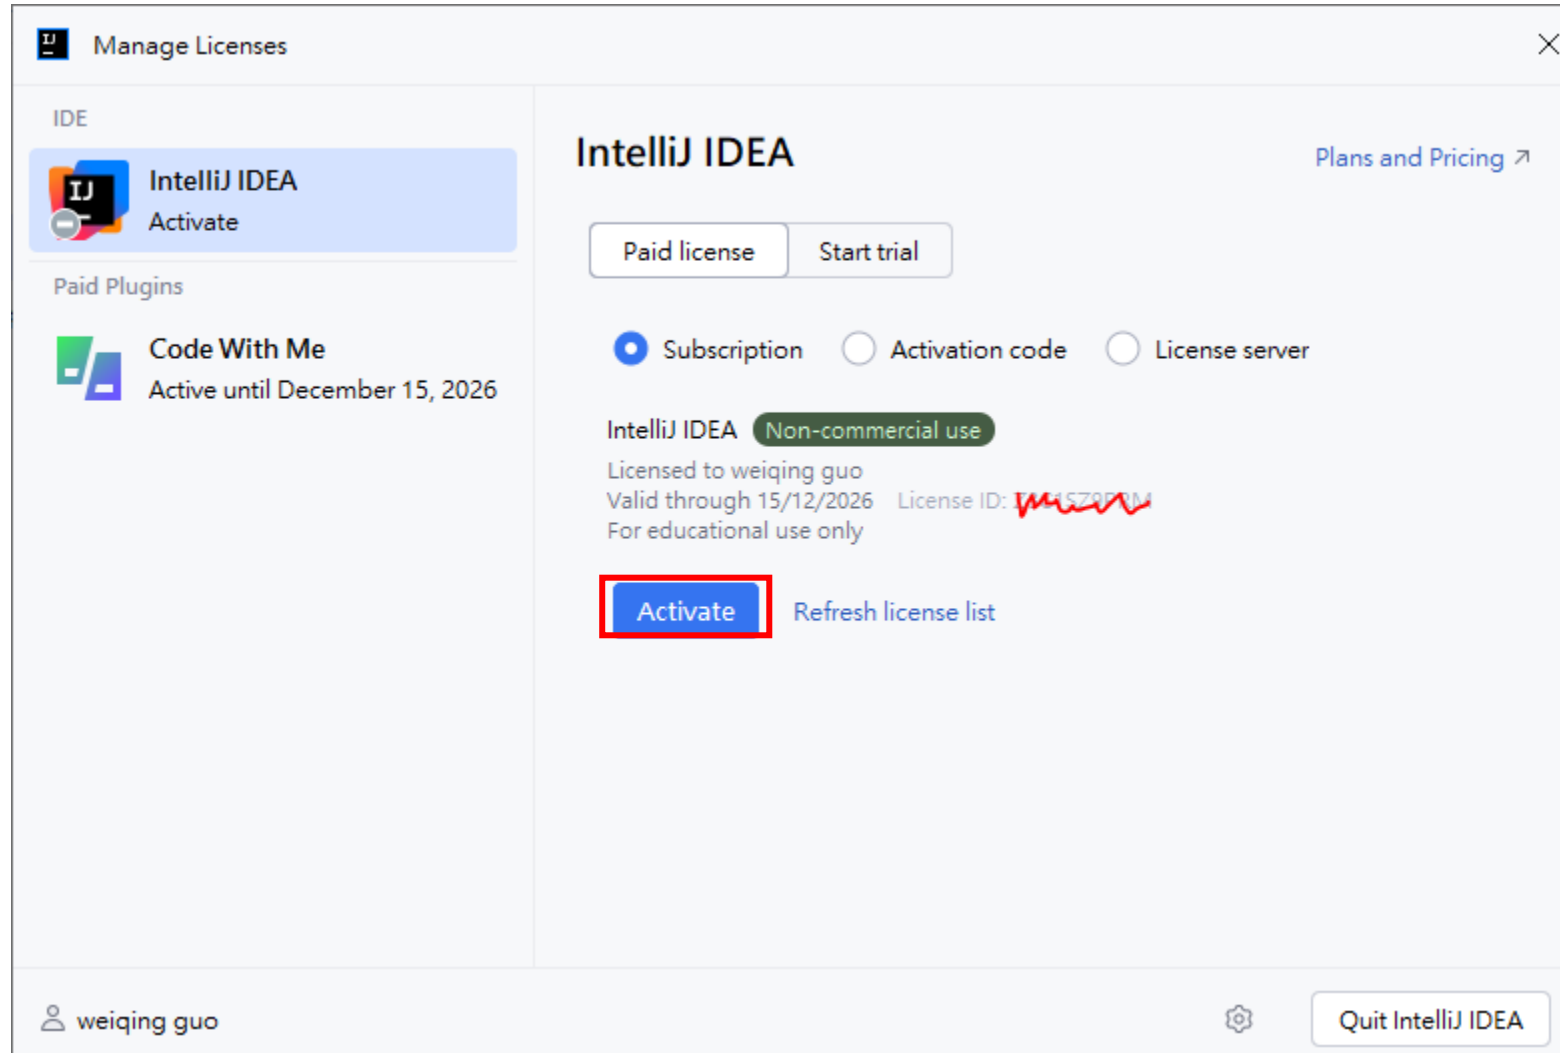 Manage Licenses
IDE
IntelliJ IDEA
Activate
Paid Plugins
Code With Me
Active until December 15, 2026
IntelliJ IDEA
Plans and Pricing
Paid license Start trial
Subscription Activation code License server
IntelliJ IDEA Non-commercial use
Licensed to weiqing guo
Valid through 15/12/2026 License ID:
For educational use only
Activate Refresh license list
weiqing guo
Quit IntelliJ IDEA